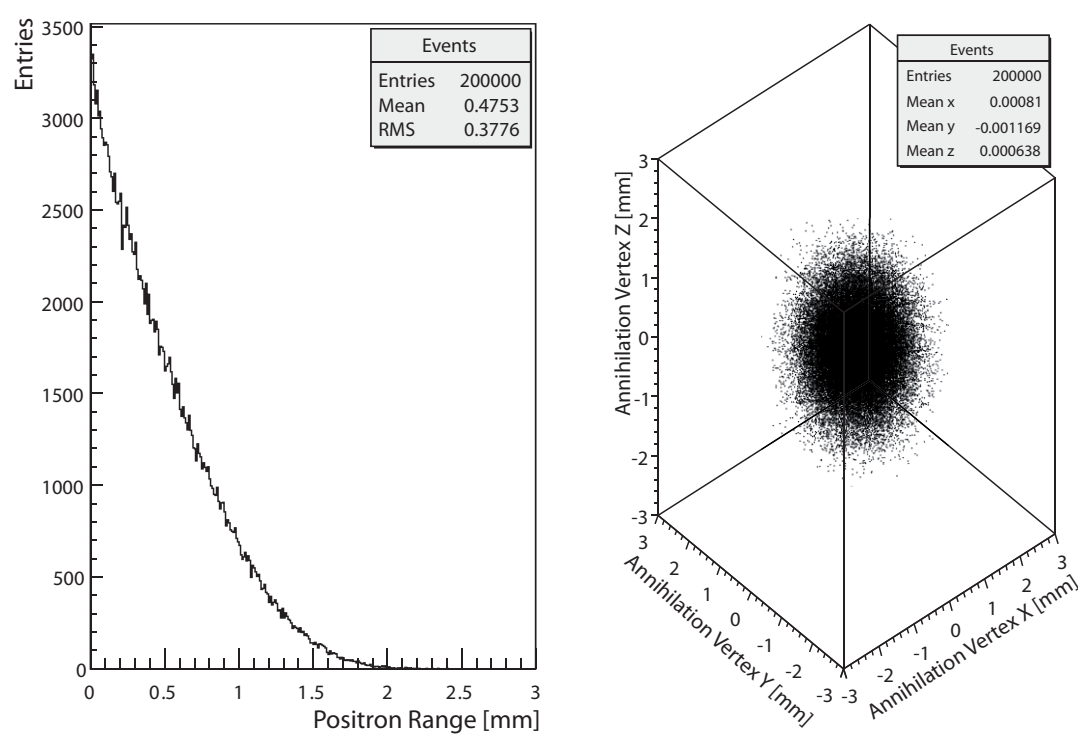 Entries
3500
3000
2500
2000
1500
1000
500
0
0 0.5 1 1.5 2 2.5 3
Positron Range [mm]
Events
Entries 200000
Mean 0.4753
RMS 0.3776
Events
Entries 200000
Mean x 0.00081
Mean y -0.001169
Mean z 0.000638
Annihilation Vertex Z [mm]
3
2
1
0
-1
-2
-3
3 2 1 0 -1 -2 -3
Annihilation Vertex Y [mm]
-3 -2 -1 0 1 2 3
Annihilation Vertex X [mm]